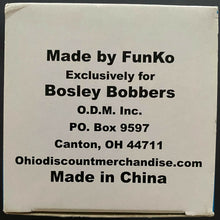 Made by FunKo
Exclusively for
Bosley Bobbers
O.D.M. Inc.
PO. Box 9597
Canton, OH 44711
Ohiodiscountmerchandise.com
Made in China